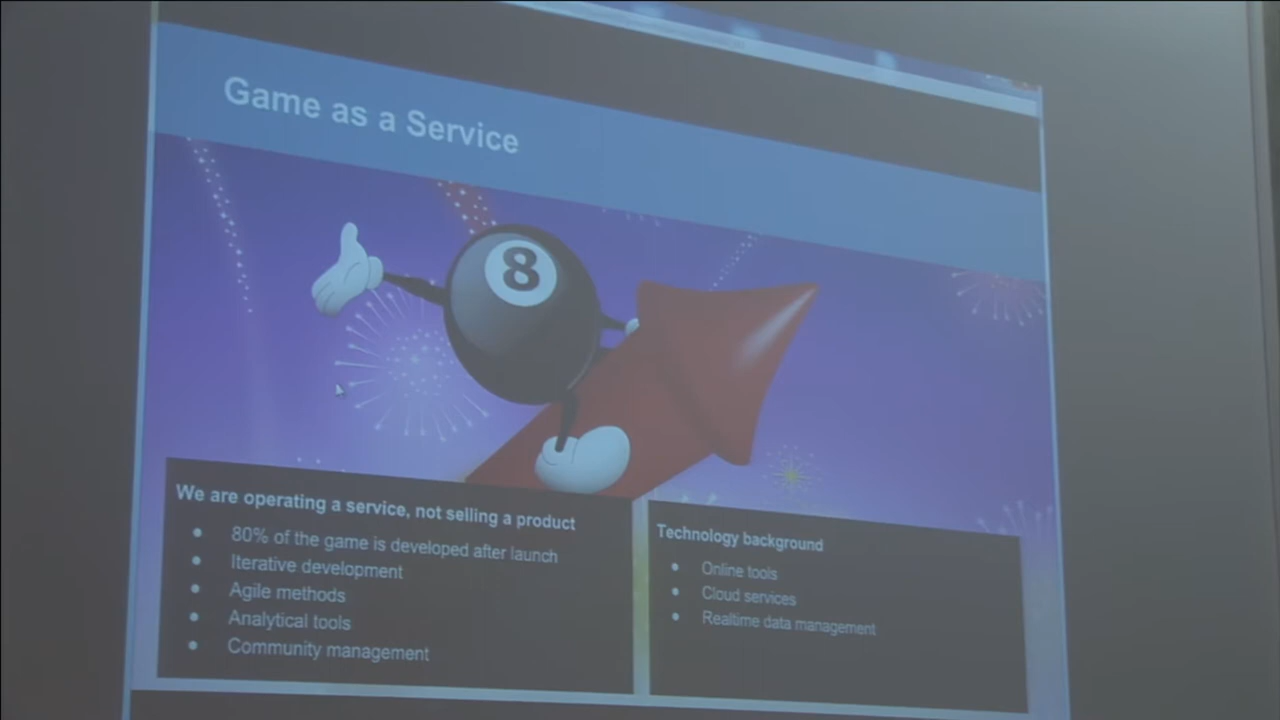 Game as a Service
8
We are operating a service, not selling a product
80% of the game is developed after launch
Iterative development
Agile methods
Analytical tools
Community management
Technology background
Online tools
Cloud services
Realtime data management